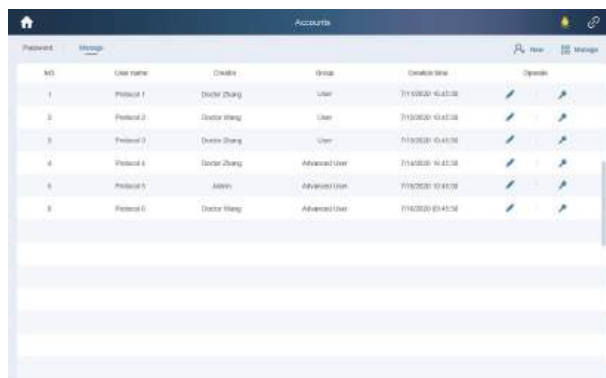 Accounts
Password Manage New Manage
NO. User name Creator Group Creation time Operate
1 Protocol 1 Doctor Zhang User
2 Protocol 2 Doctor Wang User
3 Protocol 3 Doctor Zhang User
4 Protocol 4 Doctor Zhang Advanced User
5 Protocol 5 Admin Advanced User
6 Protocol 6 Doctor Wang Advanced User